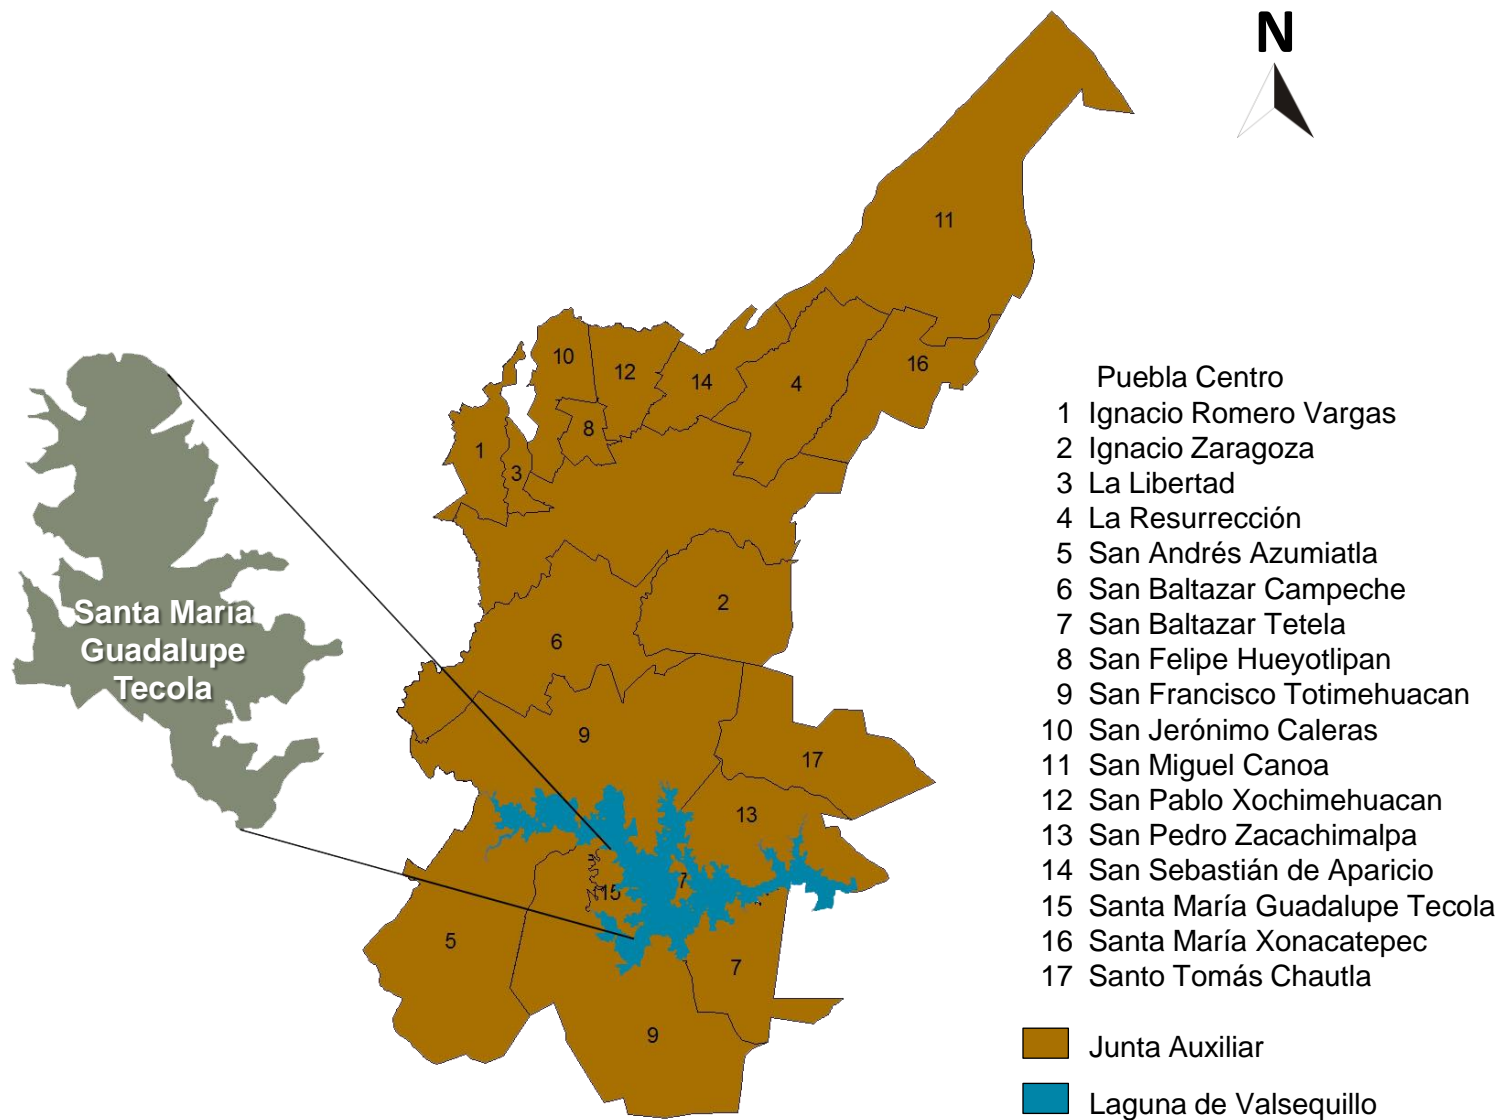 N
11
10
12
14
4
16
8
1
3
2
6
9
17
13
7
15
5
7
9
Santa María
Guadalupe
Tecola
Puebla Centro
1 Ignacio Romero Vargas
2 Ignacio Zaragoza
3 La Libertad
4 La Resurrección
5 San Andrés Azumiatla
6 San Baltazar Campeche
7 San Baltazar Tetela
8 San Felipe Hueyotlipan
9 San Francisco Totimehuacan
10 San Jerónimo Caleras
11 San Miguel Canoa
12 San Pablo Xochimehuacan
13 San Pedro Zacachimalpa
14 San Sebastián de Aparicio
15 Santa María Guadalupe Tecola
16 Santa María Xonacatepec
17 Santo Tomás Chautla
Junta Auxiliar
Laguna de Valsequillo